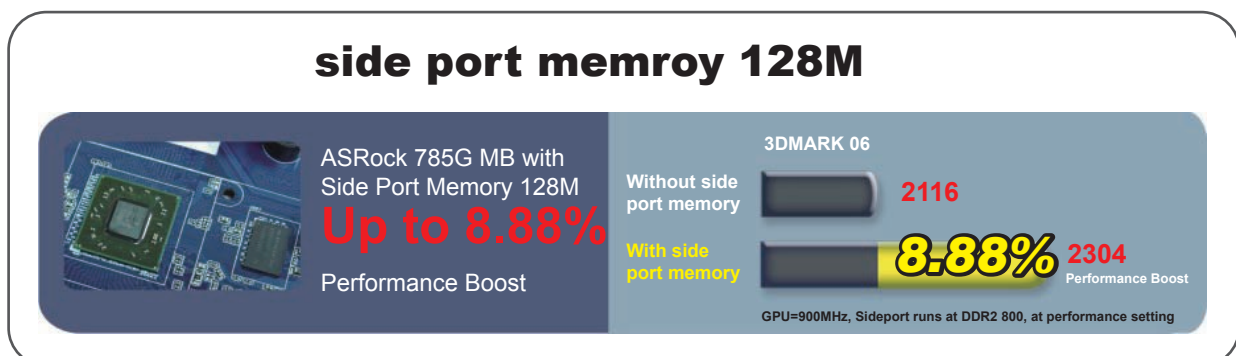 side port memroy 128M
ASRock 785G MB with
Side Port Memory 128M
Up to 8.88%
Performance Boost
3DMARK 06
Without side
port memory
2116
With side
port memory
8.88%
2304
Performance Boost
GPU=900MHz, Sideport runs at DDR2 800, at performance setting